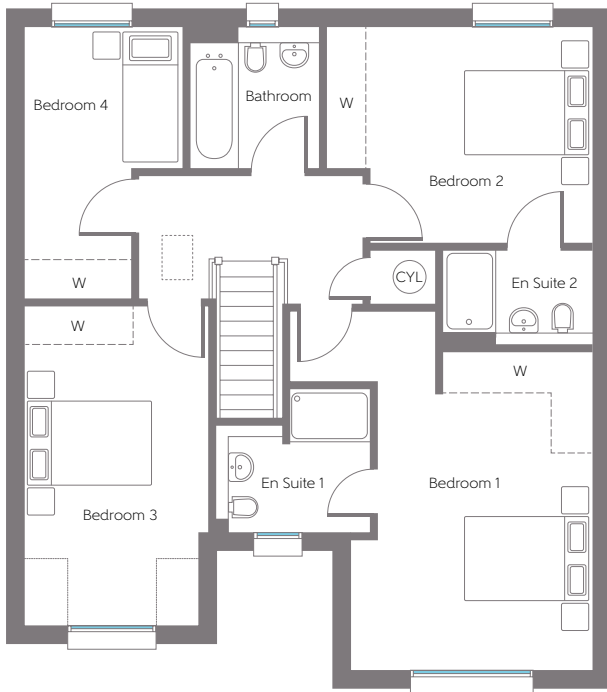 Bedroom 4
Bathroom
W
Bedroom 2
W
CYL
En Suite 2
W
W
En Suite 1
Bedroom 1
Bedroom 3